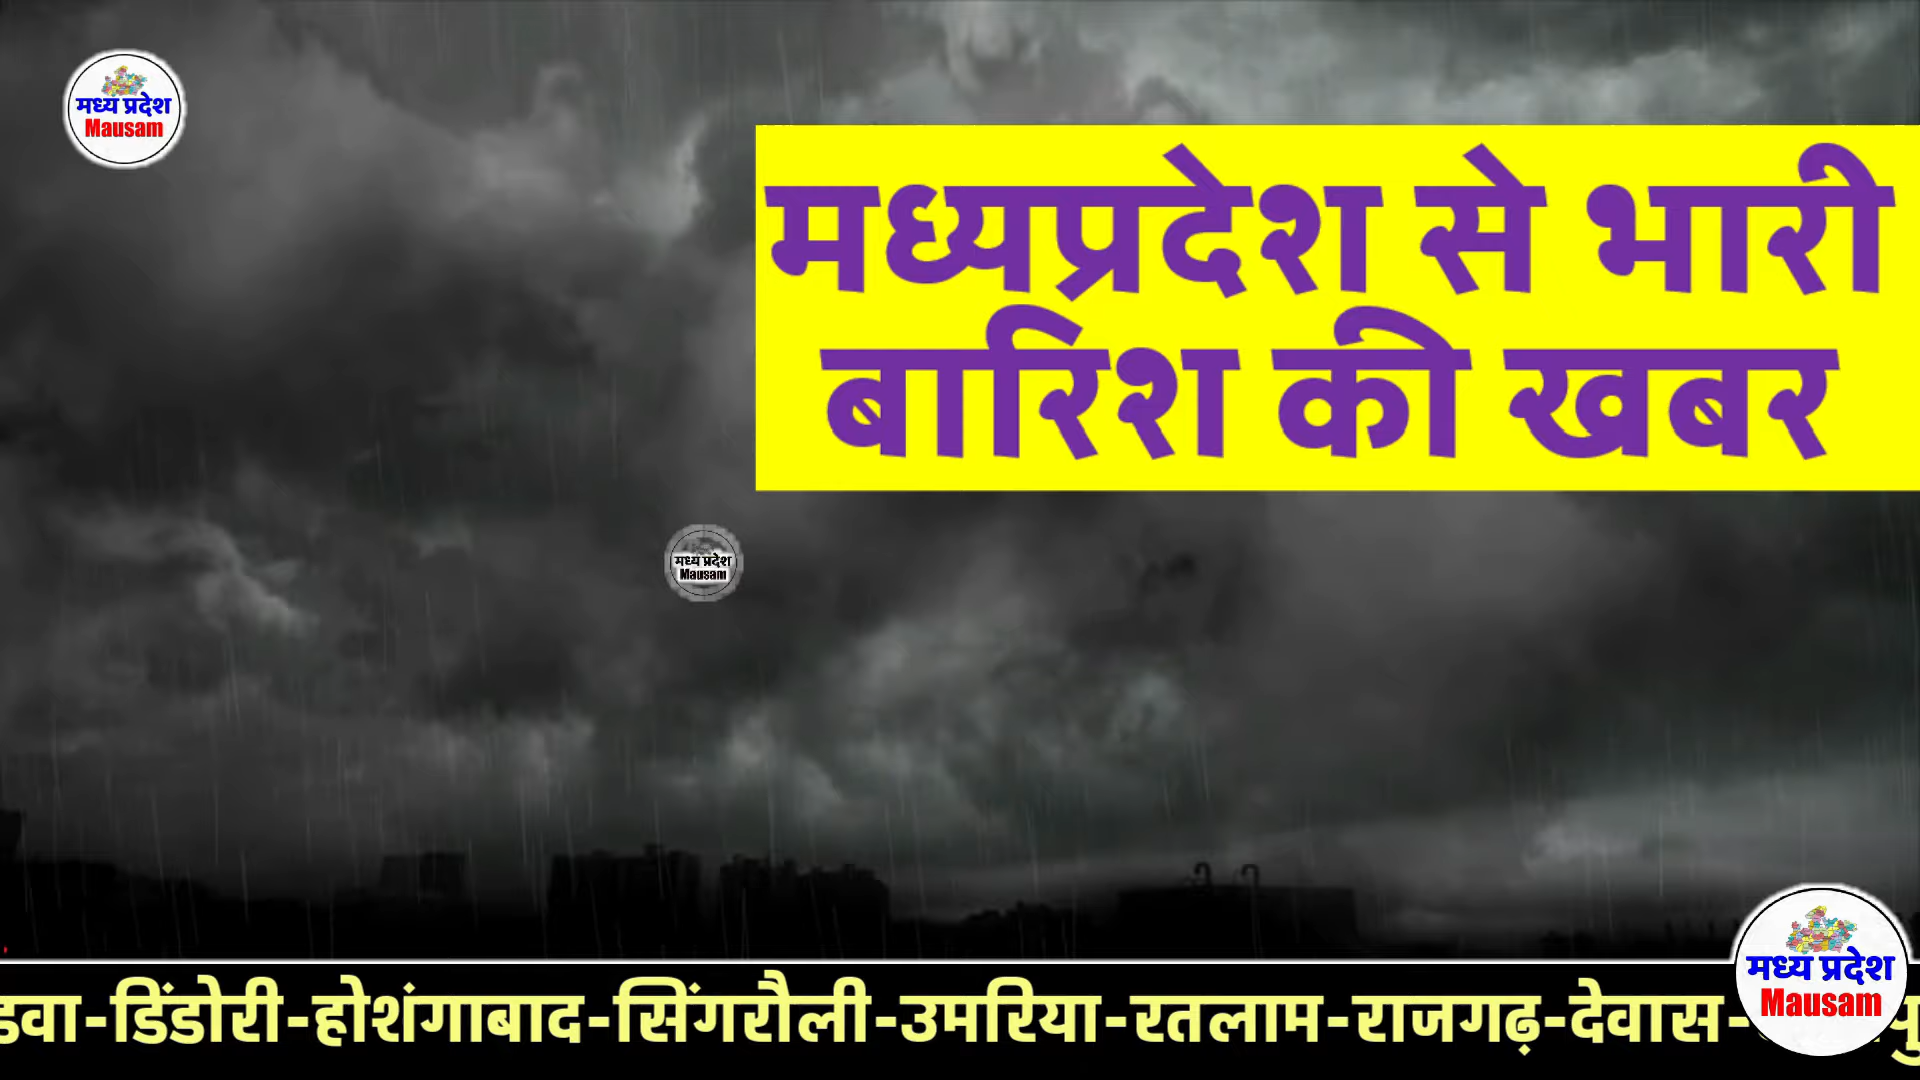 मध्य प्रदेश
Mausam
मध्यप्रदेश से भारी
बारिश की खबर
मध्य प्रदेश
Mausam
डिंडोरी-होशंगाबाद-सिंगरौली-उमरिया-रतलाम-राजगढ़-देवास-
मध्य प्रदेश
Mausam